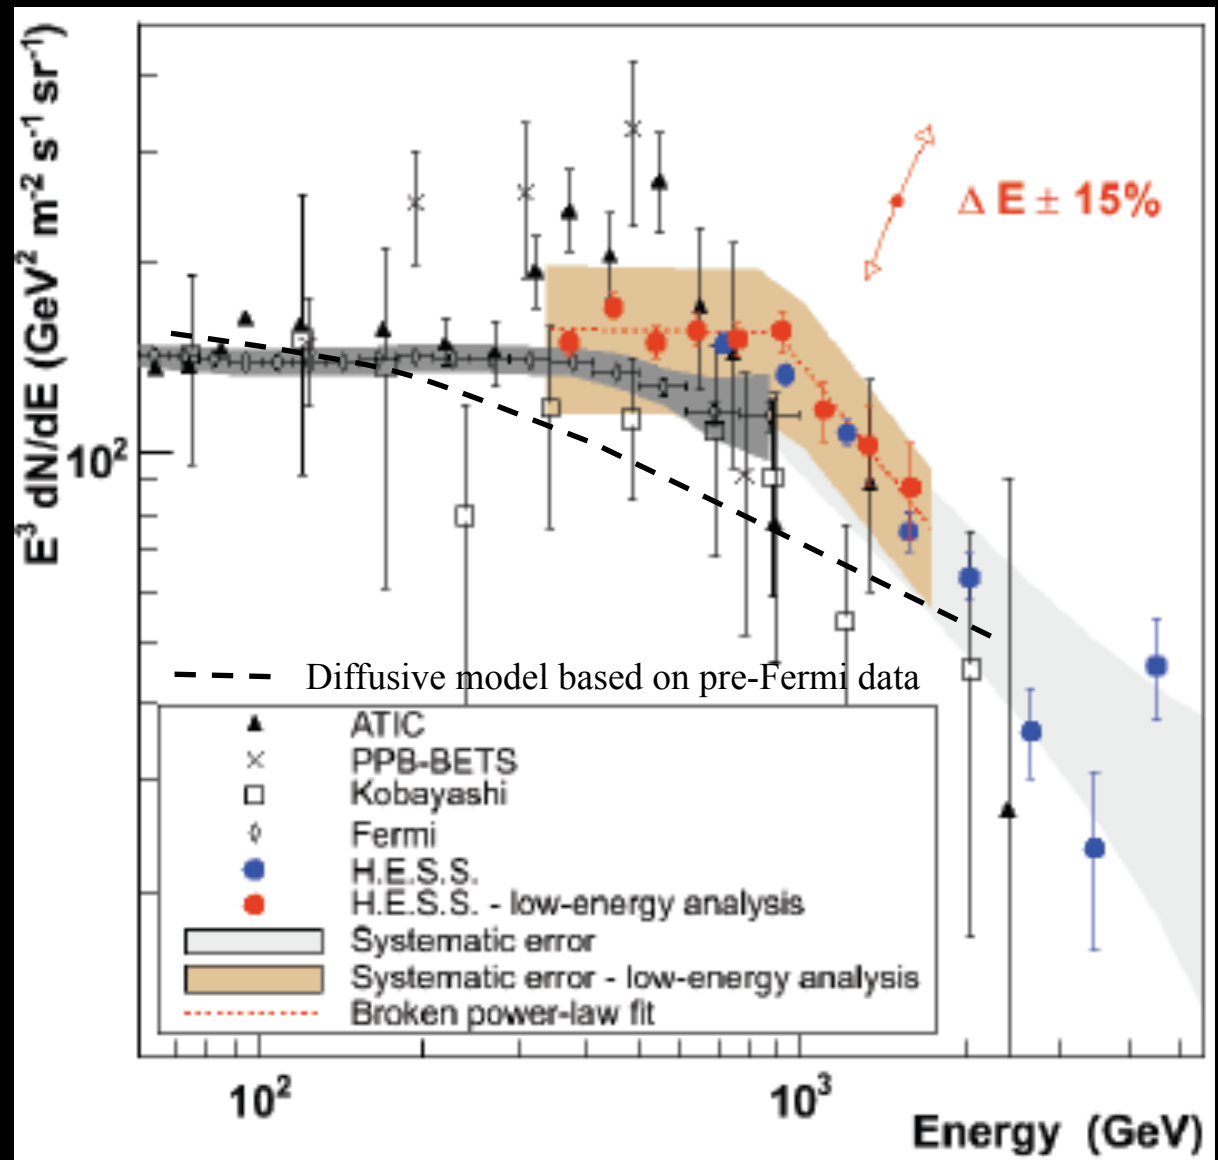 E³ dN/dE (GeV² m⁻² s⁻¹ sr⁻¹)
Δ E ± 15%
10²
Diffusive model based on pre-Fermi data
ATIC
PPB-BETS
Kobayashi
Fermi
H.E.S.S.
H.E.S.S. - low-energy analysis
Systematic error
Systematic error - low-energy analysis
Broken power-law fit
10² 10³
Energy (GeV)